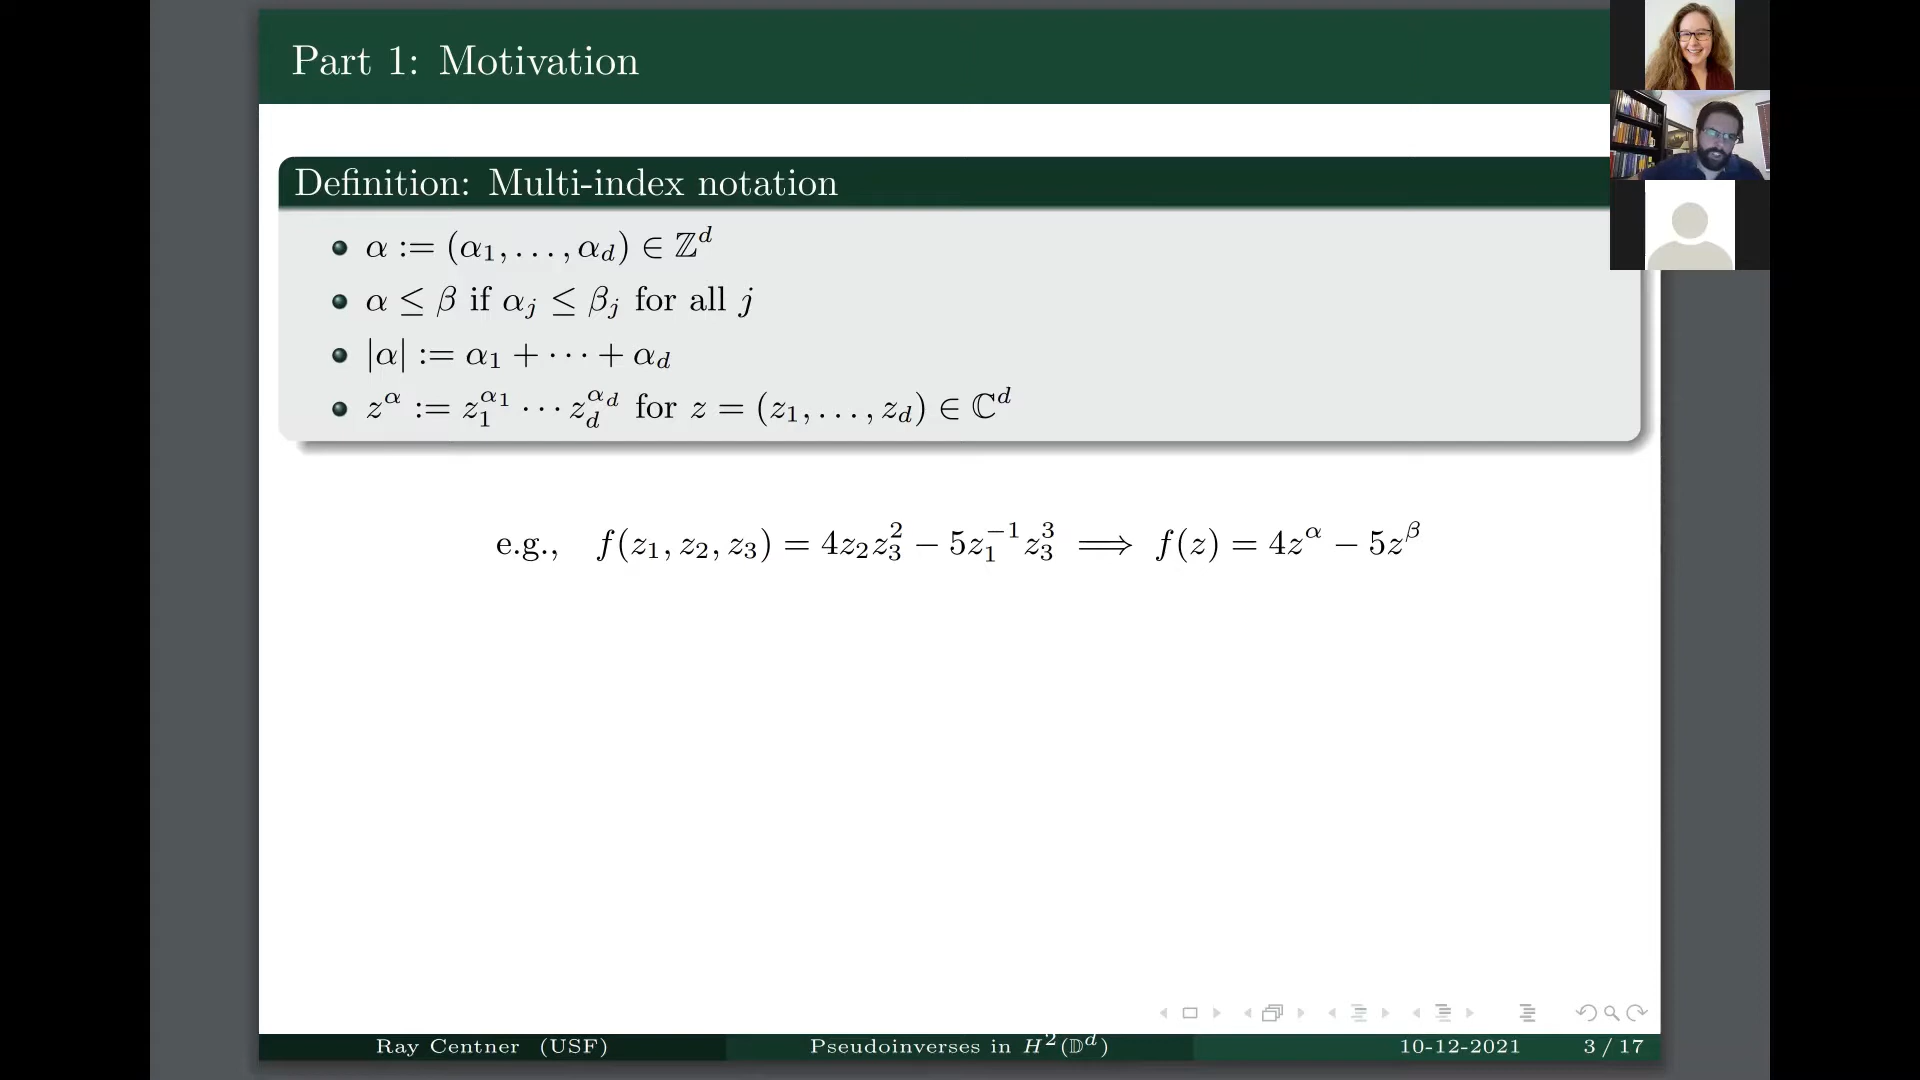 Part 1: Motivation
Definition: Multi-index notation
α := (α₁, . . . , α_d) ∈ ℤ^d
α ≤ β if α_j ≤ β_j for all j
|α| := α₁ + · · · + α_d
z^α := z₁^{α₁} · · · z_d^{α_d} for z = (z₁, . . . , z_d) ∈ ℂ^d
e.g., f(z₁, z₂, z₃) = 4z₂z₃² − 5z₁⁻¹z₃³ ⟹ f(z) = 4z^α − 5z^β
Ray Centner (USF) Pseudoinverses in H²(𝔻^d) 10-12-2021 3 / 17